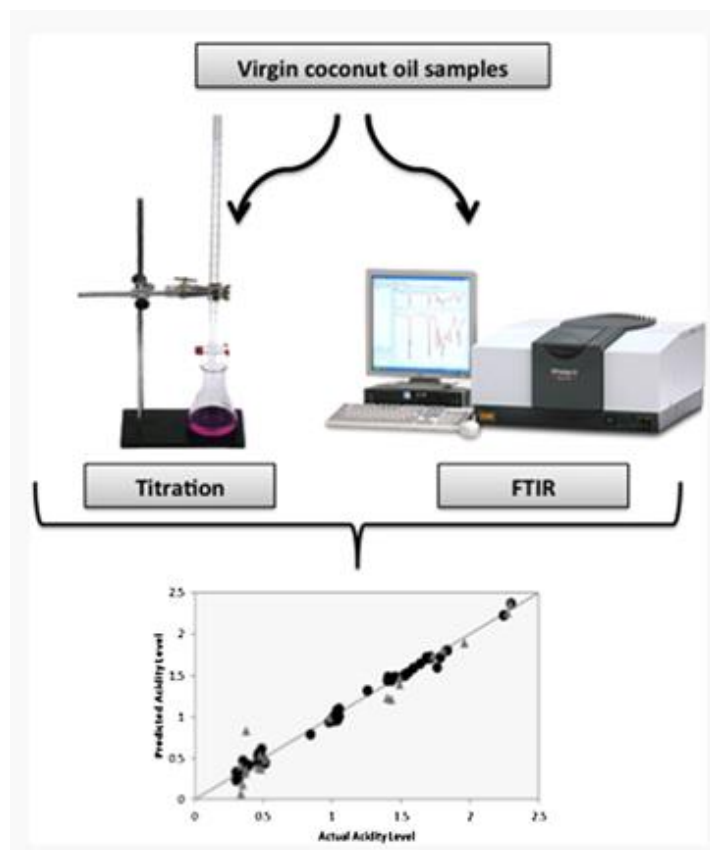 Virgin coconut oil samples
Titration
FTIR
2.5
2
1.5
1
0.5
0
Predicted Acidity Level
0
0.5
1
1.5
2
2.5
Actual Acidity Level